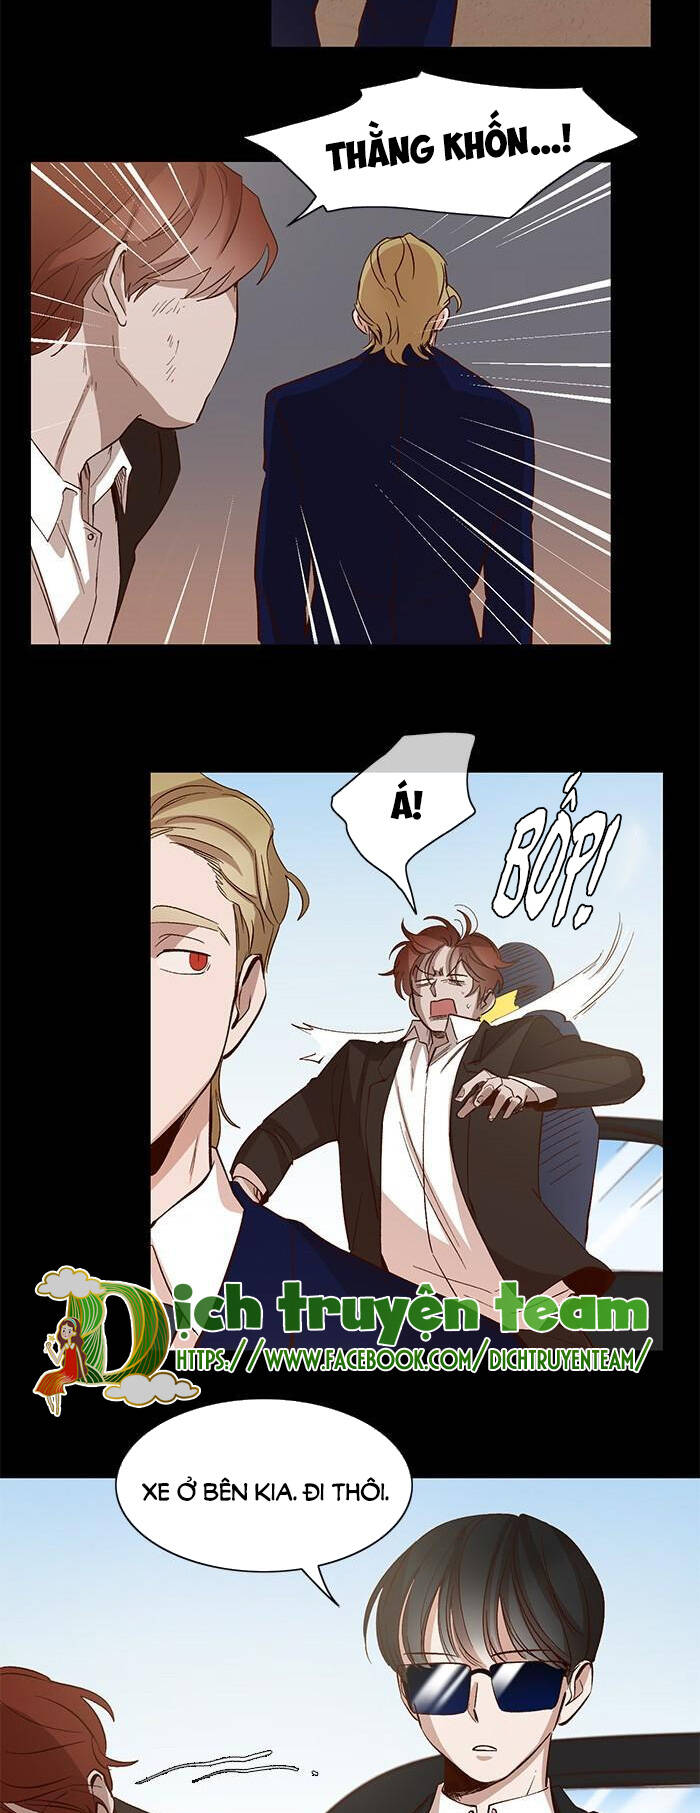 THẰNG KHỐN...!
Á!
BỐP!
Dịch truyện team
HTTPS://WWW.FACEBOOK.COM/DICHTRUYENTEAM/
XE Ở BÊN KIA. ĐI THÔI.